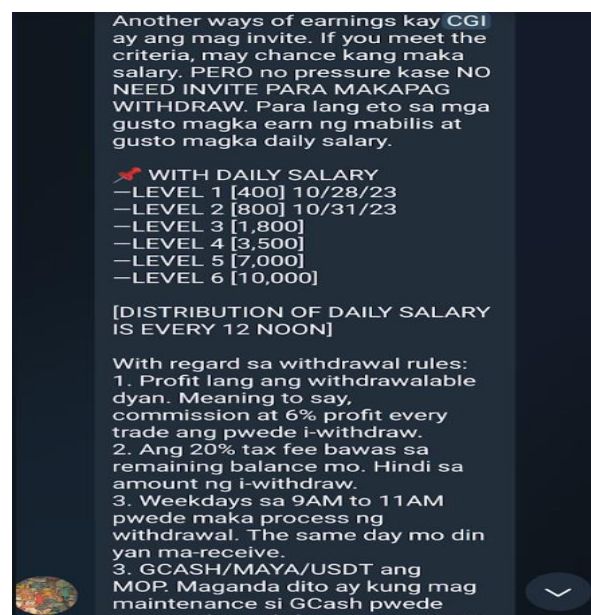 Another ways of earnings kay CGI
ay ang mag invite. If you meet the
criteria, may chance kang maka
salary. PERO no pressure kase NO
NEED INVITE PARA MAKAPAG
WITHDRAW. Para lang eto sa mga
gusto magka earn ng mabilis at
gusto magka daily salary.
📌 WITH DAILY SALARY
—LEVEL 1 [400] 10/28/23
—LEVEL 2 [800] 10/31/23
—LEVEL 3 [1,800]
—LEVEL 4 [3,500]
—LEVEL 5 [7,000]
—LEVEL 6 [10,000]
[DISTRIBUTION OF DAILY SALARY
IS EVERY 12 NOON]
With regard sa withdrawal rules:
1. Profit lang ang withdrawalable
dyan. Meaning to say,
commission at 6% profit every
trade ang pwede i-withdraw.
2. Ang 20% tax fee bawas sa
remaining balance mo. Hindi sa
amount ng i-withdraw.
3. Weekdays sa 9AM to 11AM
pwede maka process ng
withdrawal. The same day mo din
yan ma-receive.
3. GCASH/MAYA/USDT ang
MOP. Maganda dito ay kung mag
maintenance si GCash pwede